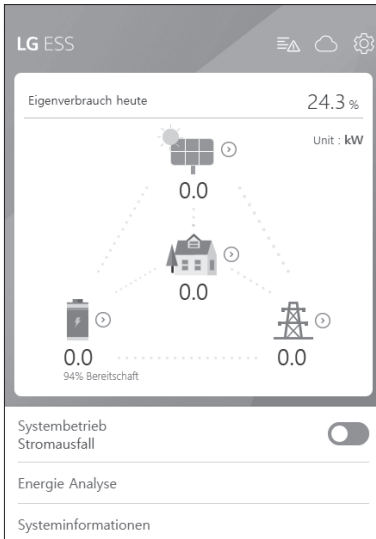 LG ESS
Eigenverbrauch heute 24.3 %
Unit : kW
0.0
0.0
0.0 0.0
94% Bereitschaft
Systembetrieb
Stromausfall
Energie Analyse
Systeminformationen